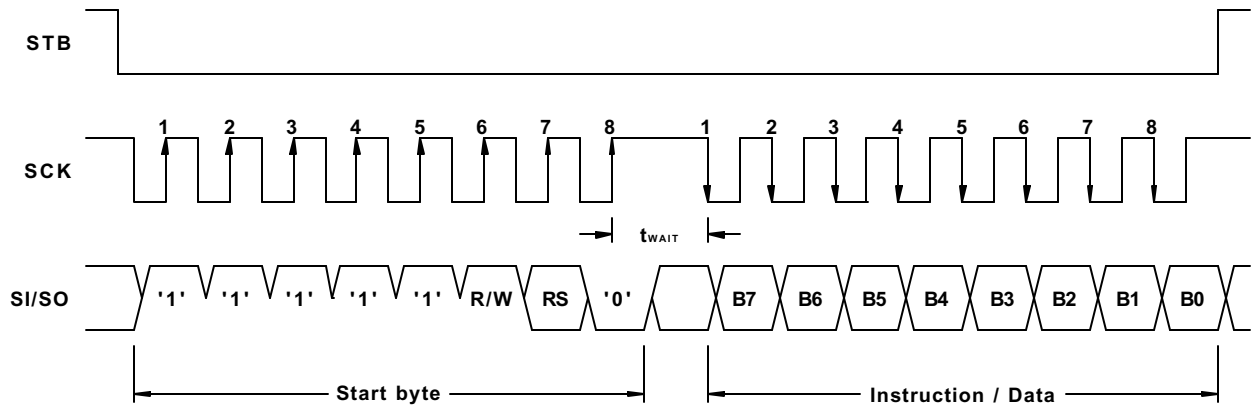 STB
1 2 3 4 5 6 7 8 1 2 3 4 5 6 7 8
SCK
tWAIT
SI/SO '1' '1' '1' '1' '1' R/W RS '0' B7 B6 B5 B4 B3 B2 B1 B0
Start byte Instruction / Data